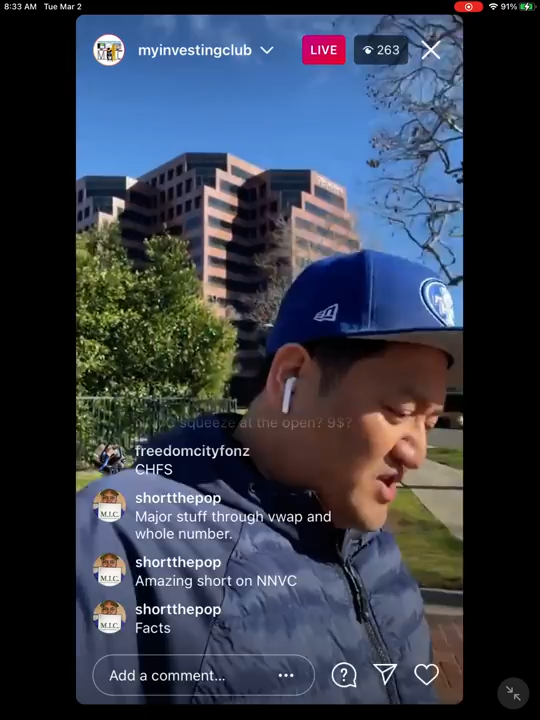 8:33 AM Tue Mar 2
91%
myinvestingclub
LIVE
263
squeeze at the open? 9$?
freedomcityfonz
CHFS
shortthepop
Major stuff through vwap and
whole number.
shortthepop
Amazing short on NNVC
shortthepop
Facts
M.I.C.
M.I.C.
M.I.C.
Add a comment...